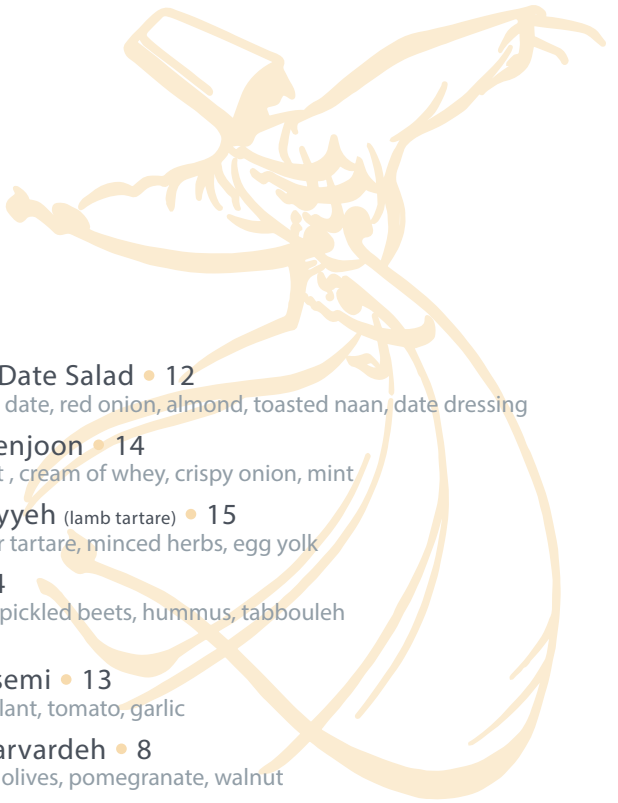 Date Salad • 12
date, red onion, almond, toasted naan, date dressing
enjoon • 14
t , cream of whey, crispy onion, mint
yyeh (lamb tartare) • 15
r tartare, minced herbs, egg yolk
4
pickled beets, hummus, tabbouleh
semi • 13
lant, tomato, garlic
arvardeh • 8
olives, pomegranate, walnut